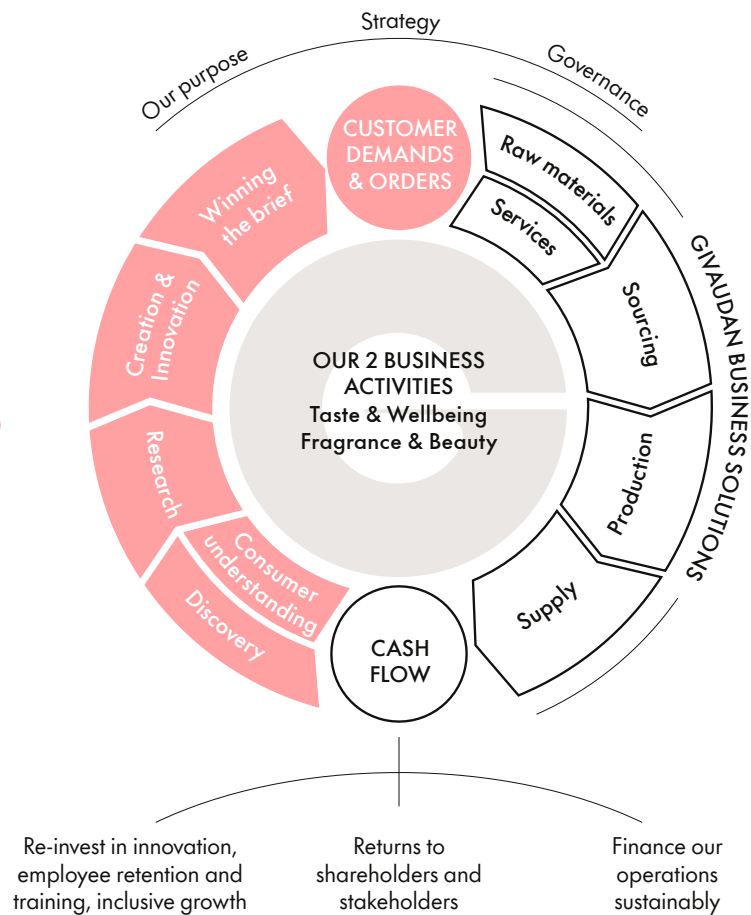 Strategy
Our purpose
Governance
CUSTOMER
DEMANDS
& ORDERS
Raw materials
Services
Sourcing
Production
Supply
GIVAUDAN BUSINESS SOLUTIONS
Winning
the brief
Creation &
Innovation
Research
Consumer
understanding
Discovery
OUR 2 BUSINESS
ACTIVITIES
Taste & Wellbeing
Fragrance & Beauty
CASH
FLOW
Re-invest in innovation,
employee retention and
training, inclusive growth
Returns to
shareholders and
stakeholders
Finance our
operations
sustainably